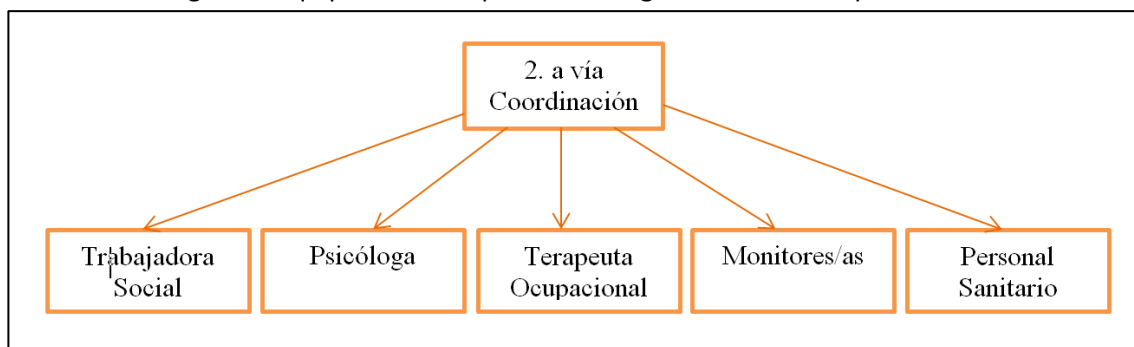 2. a vía
Coordinación
Trabajadora
Social
Psicóloga
Terapeuta
Ocupacional
Monitores/as
Personal
Sanitario